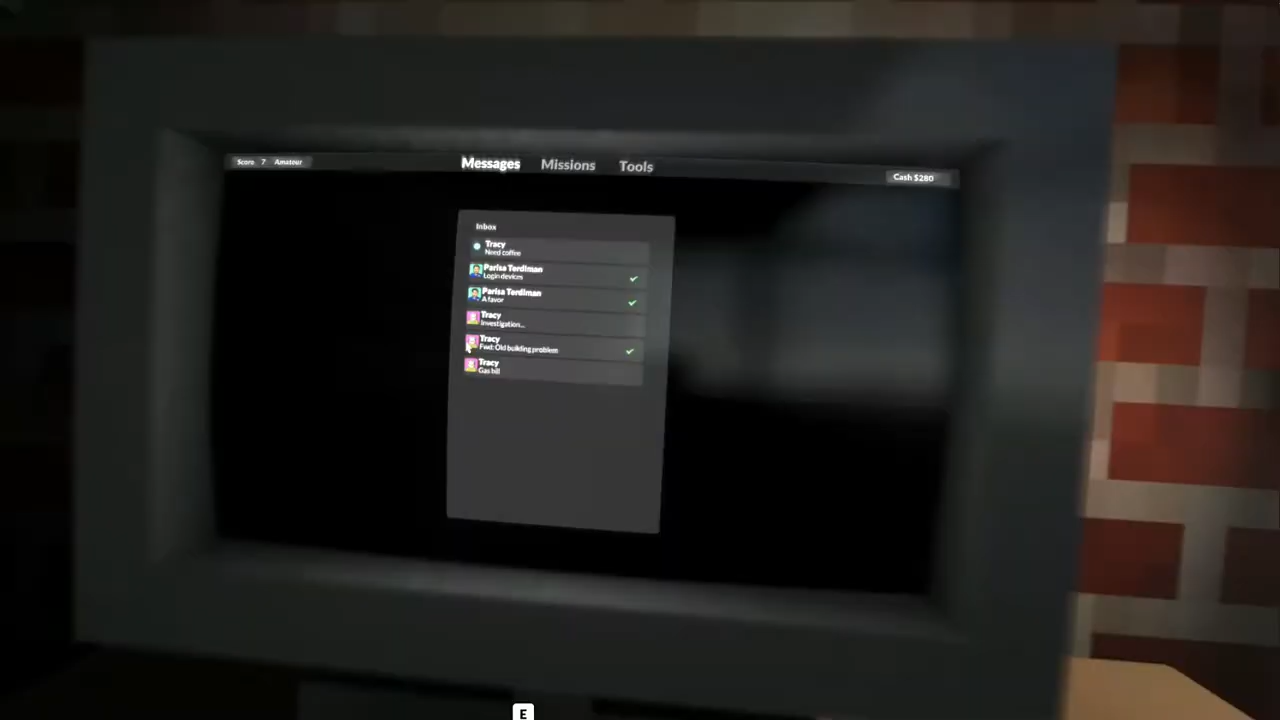 Score 7 Amateur
Messages Missions Tools
Cash $280
Inbox
Tracy
Need coffee
Parisa Terdiman
Login devices
Parisa Terdiman
A favor
Tracy
Investigation...
Tracy
Fwd: Old building problem
Tracy
Gas bill
E